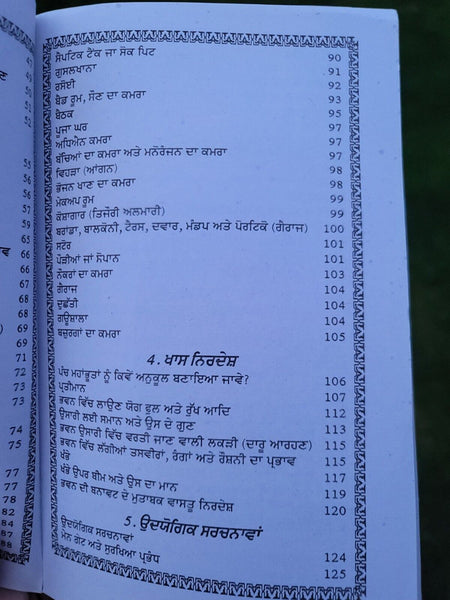 ਸੈਪਟਿਕ ਟੈਂਕ ਜਾਂ ਸੋਕ ਪਿਟ 90
ਗੁਸਲਖਾਨਾ 91
ਰਸੋਈ 92
ਬੈਡ ਰੂਮ, ਸੌਣ ਦਾ ਕਮਰਾ 93
ਬੈਠਕ 95
ਪੂਜਾ ਘਰ 97
ਅਧਿਐਨ ਕਮਰਾ 97
ਬੱਚਿਆਂ ਦਾ ਕਮਰਾ ਅਤੇ ਮਨੋਰੰਜਨ ਦਾ ਕਮਰਾ 97
ਵਿਹੜਾ (ਆਂਗਨ) 98
ਭੋਜਨ ਖਾਣ ਦਾ ਕਮਰਾ 98
ਮੇਕਅਪ ਰੂਮ 99
ਕੋਸ਼ਾਗਾਰ (ਤਿਜੌਰੀ ਅਲਮਾਰੀ) 99
ਬਰਾਂਡਾ, ਬਾਲਕੋਨੀ, ਟੈਰਸ, ਦਵਾਰ, ਮੰਡਪ ਅਤੇ ਪੋਰਟਿਕੋ (ਗੈਰਾਜ) 100
ਸਟੋਰ 101
ਪੌੜੀਆਂ ਜਾਂ ਸੋਪਾਨ 101
ਨੌਕਰਾਂ ਦਾ ਕਮਰਾ 103
ਗੈਰਾਜ 104
ਦੁਛੱਤੀ 104
ਗਊਸ਼ਾਲਾ 104
ਬਜ਼ੁਰਗਾਂ ਦਾ ਕਮਰਾ 105
4. ਖਾਸ ਨਿਰਦੇਸ਼
ਪੰਚ ਮਹਾਂਭੂਤਾਂ ਨੂੰ ਕਿਵੇਂ ਅਨੁਕੂਲ ਬਣਾਇਆ ਜਾਵੇ? 106
ਪ੍ਰਤੀਮਾਨ 107
ਭਵਨ ਵਿੱਚ ਲਾਉਣ ਯੋਗ ਫੁਲ ਅਤੇ ਰੁੱਖ ਆਦਿ 112
ਉਸਾਰੀ ਲਈ ਸਮਾਨ ਅਤੇ ਉਸ ਦੇ ਗੁਣ 113
ਭਵਨ ਉਸਾਰੀ ਵਿੱਚ ਵਰਤੀ ਜਾਣ ਵਾਲੀ ਲਕੜੀ (ਦਾਰੂ ਆਰਹਣ) 115
ਭਵਨ ਵਿੱਚ ਲੱਗੀਆਂ ਤਸਵੀਰਾਂ, ਰੰਗਾਂ ਅਤੇ ਰੌਸ਼ਨੀ ਦਾ ਪ੍ਰਭਾਵ 115
ਖੰਭੇ 117
ਖੰਭੇ ਉਪਰ ਬੀਮ ਅਤੇ ਉਸ ਦਾ ਮਾਨ 119
ਭਵਨ ਦੀ ਬਨਾਵਟ ਦੇ ਮੁਤਾਬਕ ਵਾਸਤੂ ਨਿਰਦੇਸ਼ 120
5. ਉਦਯੋਗਿਕ ਸਰਚਨਾਵਾਂ
ਉਦਯੋਗਿਕ ਸਰਚਨਾਵਾਂ 124
ਮੇਨ ਗੇਟ ਅਤੇ ਸੁਰਖਿਆ ਪ੍ਰਬੰਧ 125